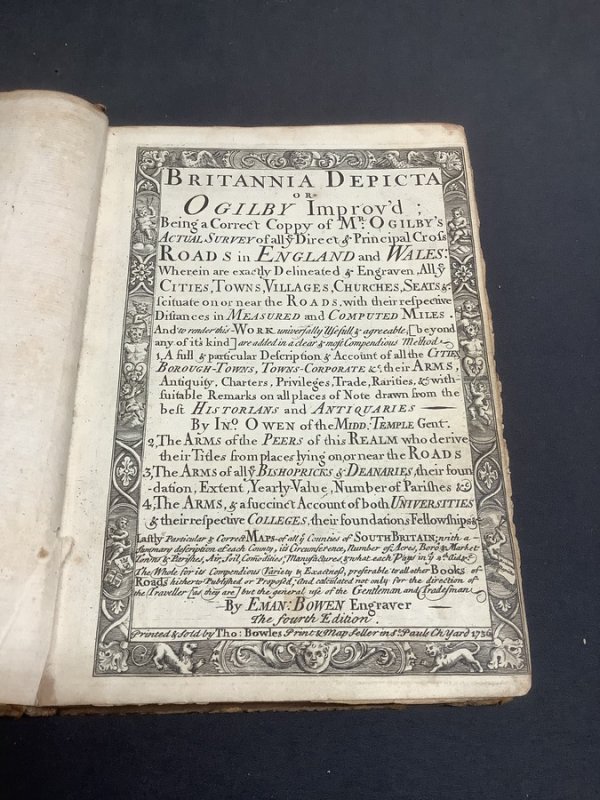 BRITANNIA DEPICTA
OR
OGILBY Improv'd;
Being a Correct Coppy of Mr: OGILBY's
ACTUAL SURVEY of all ye Direct & Principal Cross
ROADS in ENGLAND and WALES:
Wherein are exactly Delineated & Engraven, All ye
CITIES, TOWNS, VILLAGES, CHURCHES, SEATS &c
scituate on or near the ROADS, with their respective
Distances in MEASURED and COMPUTED MILES.
And to render this WORK universally Usefull & agreeable, [beyond
any of its kind] are added in a clear & most Compendious Method
1, A full & particular Description & Account of all the CITIES,
BOROUGH-TOWNS, TOWNS-CORPORATE &c their ARMS,
Antiquity, Charters, Privileges, Trade, Rarities, &c with
suitable Remarks on all places of Note drawn from the
best HISTORIANS and ANTIQUARIES —
By INo. OWEN of the MIDD: TEMPLE Gent.
2, The ARMS of the PEERS of this REALM who derive
their Titles from places lying on, or near the ROADS
3, The ARMS of all ye BISHOPRICKS & DEANARIES, their foun
-dation, Extent, Yearly-Value, Number of Parishes &c
4, The ARMS, & a succinct Account of both UNIVERSITIES
& their respective COLLEGES, their foundations Fellowships &c
Lastly Particular & Correct MAPS of all ye Counties of SOUTH BRITAIN; with a
Summary description of each County, its Circumference, Number of Acres, Boro' & Market
Towns & Parishes, Air, Soil, Comodities, Manufactures & what each Pays in ye 2s. Aid &c
The Whole for its Compendious Variety & Exactness, preferable to all other Books of
Roads hitherto Published or Proposed; And calculated not only for the direction of
the Traveller [as they are] but the general use of the Gentleman and Tradesman
By EMAN: BOWEN Engraver
The fourth Edition.
Printed & Sold by Tho: Bowles Print & Map Seller in St. Pauls Ch. Yard 1736